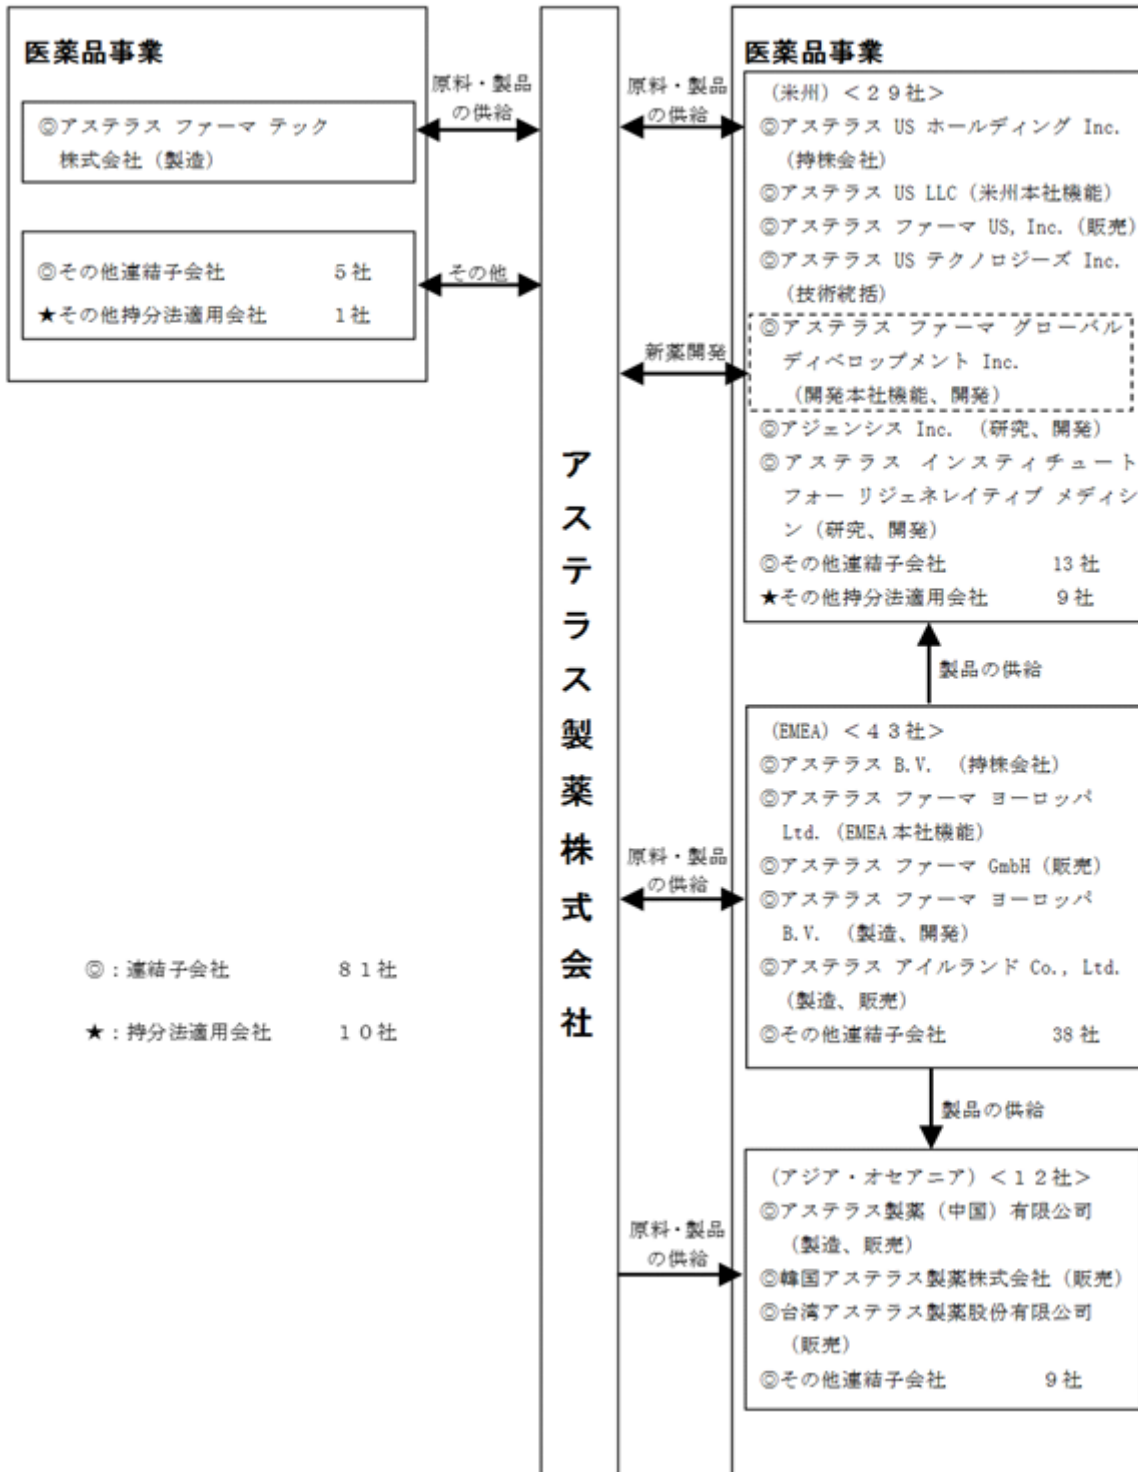 医薬品事業
◎アステラス ファーマ テック
株式会社（製造）
◎その他連結子会社 ５社
★その他持分法適用会社 １社
原料・製品
の供給
その他
◎：連結子会社 ８１社
★：持分法適用会社 １０社
アステラス製薬株式会社
原料・製品
の供給
新薬開発
原料・製品
の供給
原料・製品
の供給
医薬品事業
（米州）＜２９社＞
◎アステラス US ホールディング Inc.
（持株会社）
◎アステラス US LLC（米州本社機能）
◎アステラス ファーマ US, Inc.（販売）
◎アステラス US テクノロジーズ Inc.
（技術統括）
◎アステラス ファーマ グローバル
ディベロップメント Inc.
（開発本社機能、開発）
◎アジェンシス Inc. （研究、開発）
◎アステラス インスティチュート
フォー リジェネレイティブ メディシ
ン（研究、開発）
◎その他連結子会社 13 社
★その他持分法適用会社 9 社
製品の供給
（EMEA）＜４３社＞
◎アステラス B.V. （持株会社）
◎アステラス ファーマ ヨーロッパ
Ltd.（EMEA 本社機能）
◎アステラス ファーマ GmbH（販売）
◎アステラス ファーマ ヨーロッパ
B.V. （製造、開発）
◎アステラス アイルランド Co., Ltd.
（製造、販売）
◎その他連結子会社 38 社
製品の供給
（アジア・オセアニア）＜１２社＞
◎アステラス製薬（中国）有限公司
（製造、販売）
◎韓国アステラス製薬株式会社（販売）
◎台湾アステラス製薬股份有限公司
（販売）
◎その他連結子会社 9 社